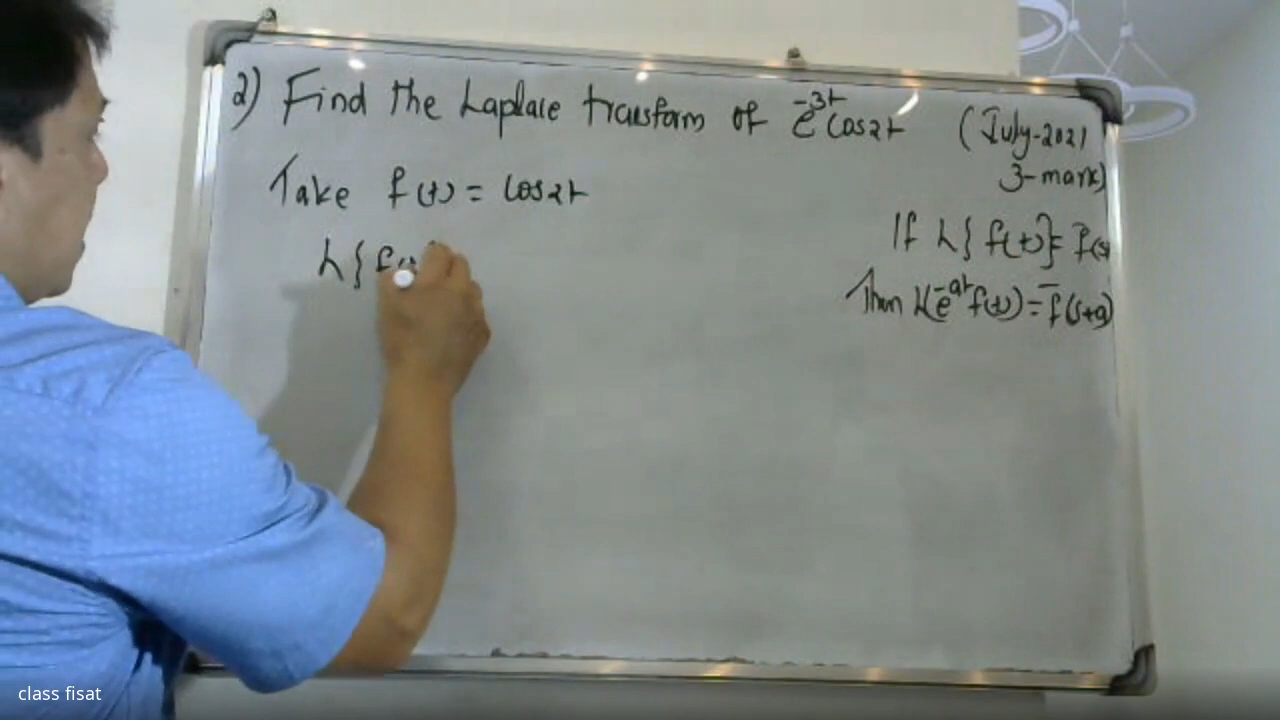 2) Find the Laplace transform of e^-3t cos2t (July-2021
3-mark)
Take f(t) = cos2t
L{f(t
If L{f(t)}= f̄(s
Then L(e^-at f(t))= f̄(s+a)
class fisat